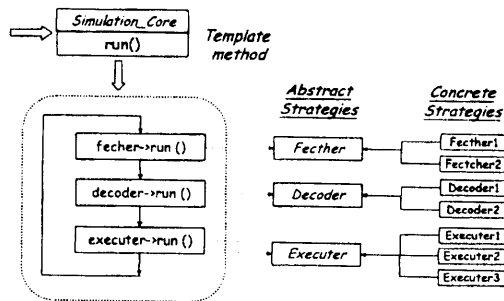 Simulation_Core
run()
Template
method
fecher->run()
decoder->run()
executer->run()
Abstract
Strategies
Fecther
Decoder
Executer
Concrete
Strategies
Fecther1
Fectcher2
Decoder1
Decoder2
Executer1
Executer2
Executer3